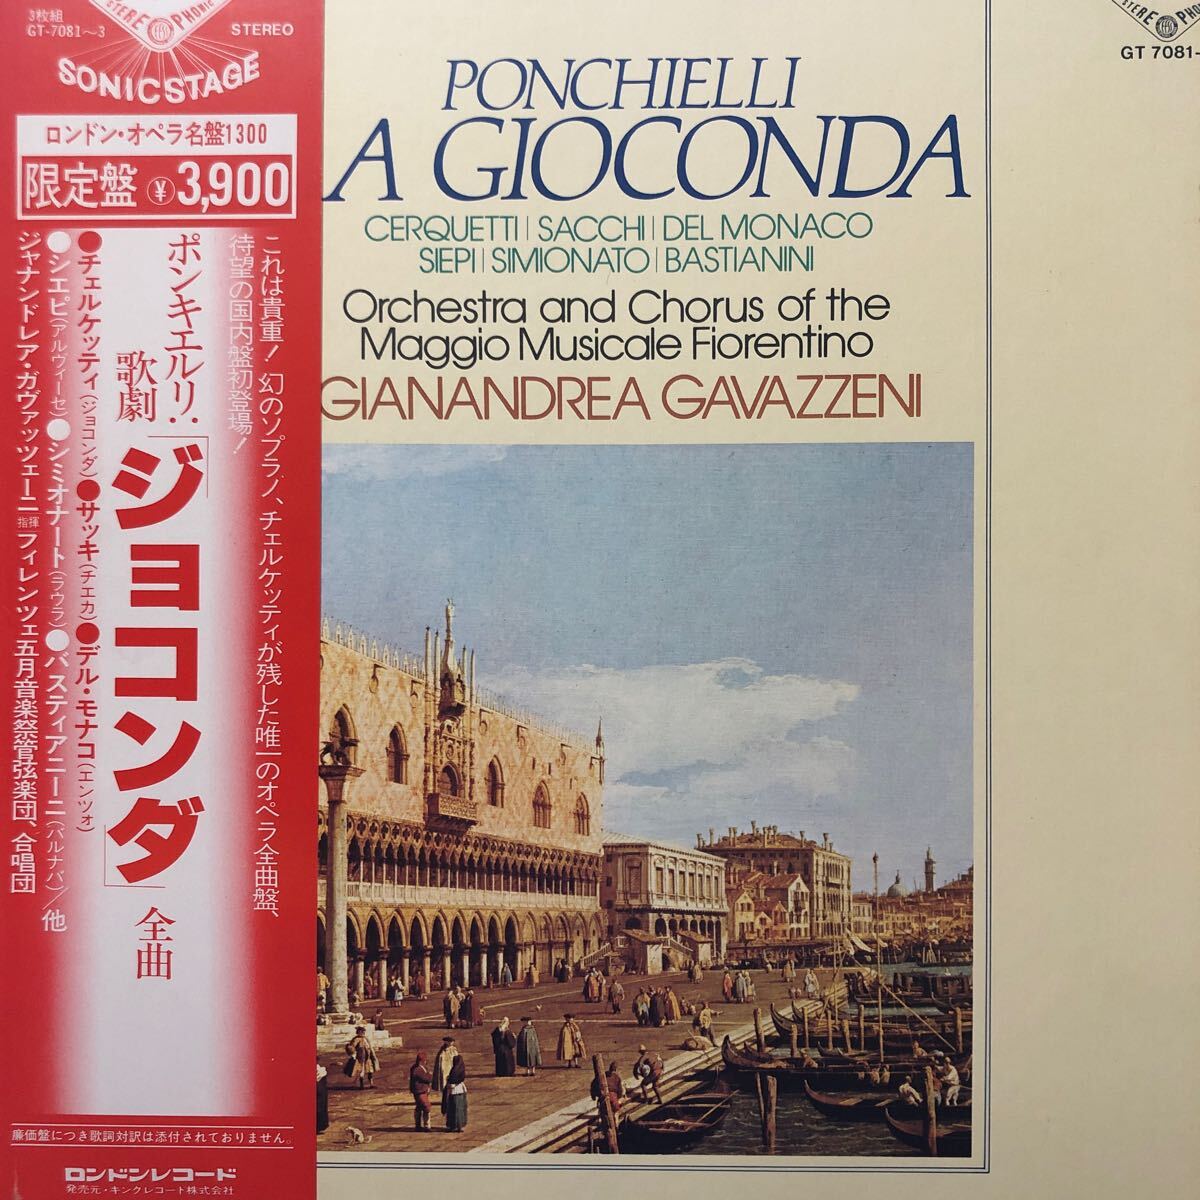 3枚組
GT-7081〜3
STEREOPHONIC
STEREO
SONICSTAGE
ロンドン・オペラ名盤1300
限定盤 ¥3,900
これは貴重！幻のソプラノ、チェルケッティが残した唯一のオペラ全曲盤、
待望の国内盤初登場！
ポンキエルリ：
歌劇「ジョコンダ」全曲
●チェルケッティ(ジョコンダ)●サッキ(チエカ)●デル・モナコ(エンツォ)
●シエピ(アルヴィーゼ)●シミオナート(ラウラ)●バスティアニーニ(バルナバ)／他
ジャナンドレア・ガヴァッツェーニ指揮フィレンツェ五月音楽祭管弦楽団、合唱団
廉価盤につき歌詞対訳は添付されておりません。
ロンドンレコード
発売元・キングレコード株式会社
PONCHIELLI
A GIOCONDA
CERQUETTI | SACCHI | DEL MONACO
SIEPI | SIMIONATO | BASTIANINI
Orchestra and Chorus of the
Maggio Musicale Fiorentino
GIANANDREA GAVAZZENI
GT 7081-